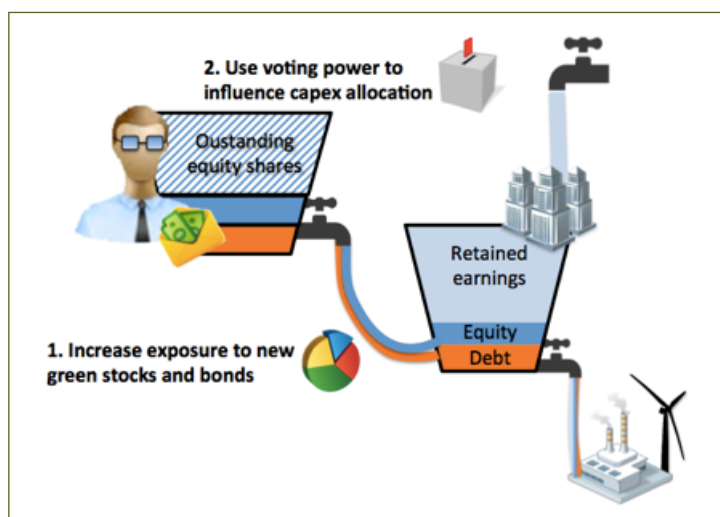 2. Use voting power to
influence capex allocation
Oustanding
equity shares
Retained
earnings
Equity
Debt
1. Increase exposure to new
green stocks and bonds